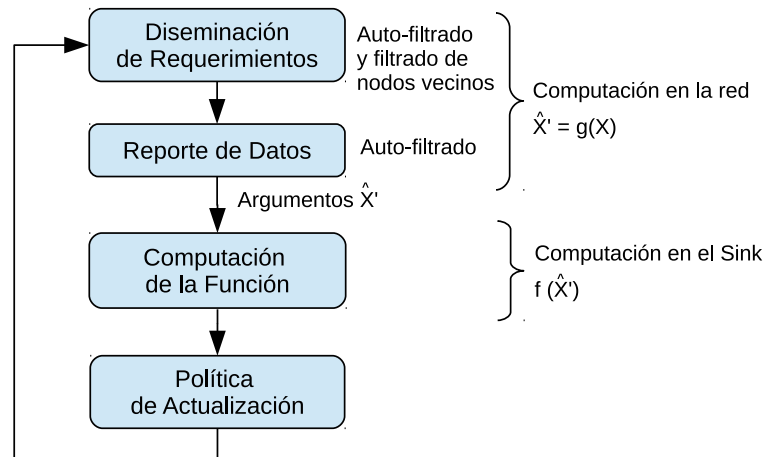 Diseminación
de Requerimientos
Auto-filtrado
y filtrado de
nodos vecinos
Computación en la red
X̂' = g(X)
Reporte de Datos
Auto-filtrado
Argumentos X̂'
Computación
de la Función
Computación en el Sink
f (X̂')
Política
de Actualización